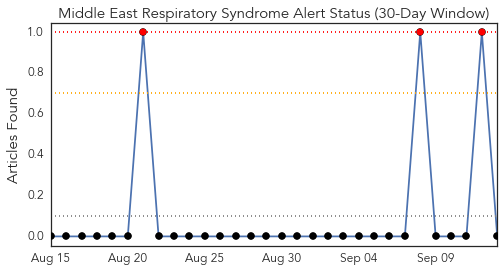 Middle East Respiratory Syndrome Alert Status (30-Day Window)
Articles Found
1.0
0.8
0.6
0.4
0.2
0.0
Aug 15 Aug 20 Aug 25 Aug 30 Sep 04 Sep 09